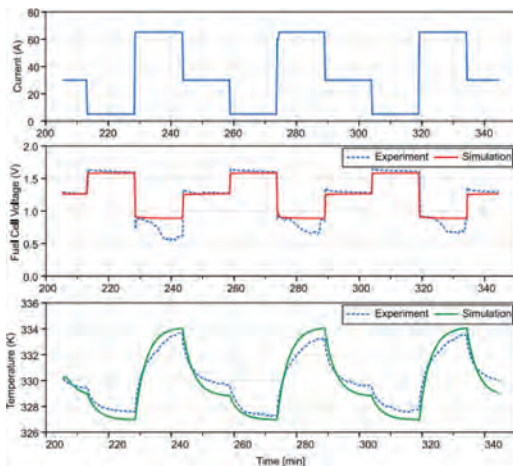 Current (A)
80
60
40
20
0
200 220 240 260 280 300 320 340
Fuel Cell Voltage (V)
2.0
1.5
1.0
0.5
0.0
Experiment Simulation
200 220 240 260 280 300 320 340
Temperature (K)
336
334
332
330
328
326
Experiment Simulation
200 220 240 260 280 300 320 340
Time [min]